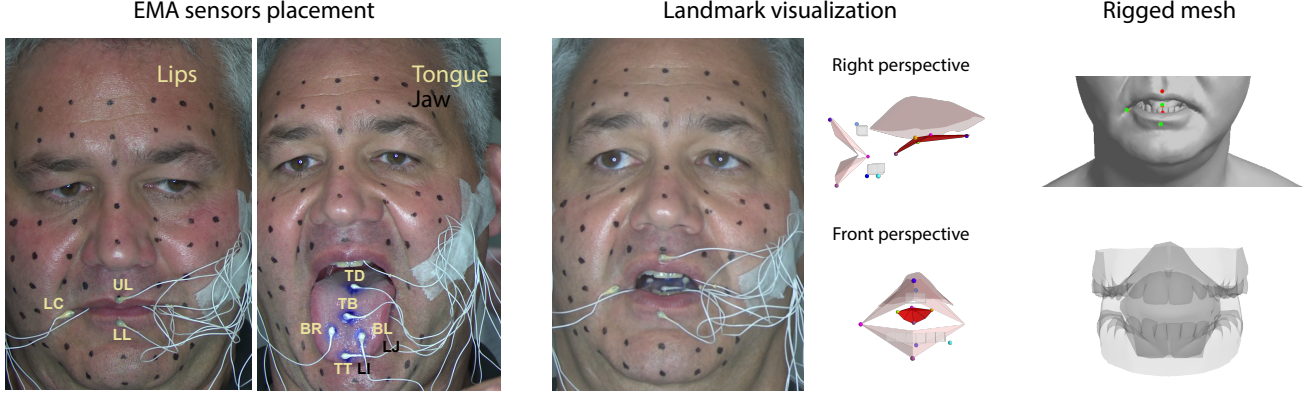 EMA sensors placement
Landmark visualization
Rigged mesh
Lips
UL
LC
LL
Tongue
Jaw
TD
TB
BR
BL
LJ
TT
LI
Right perspective
Front perspective